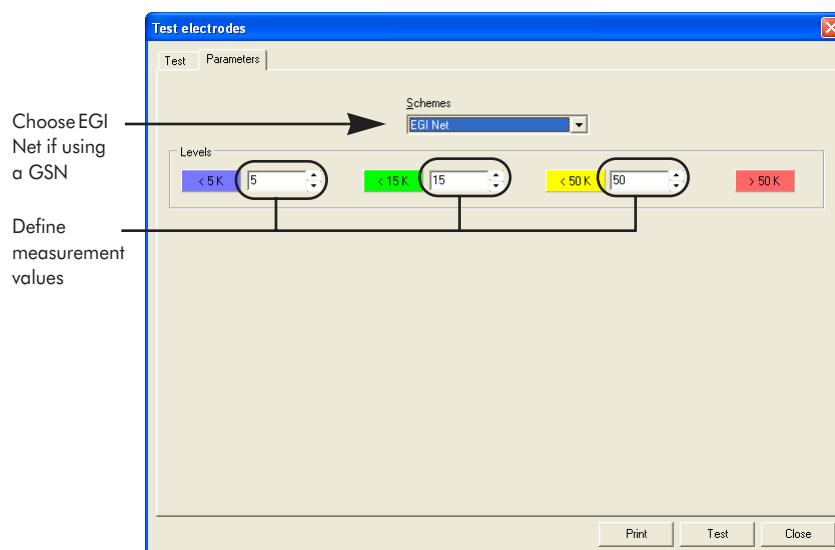 Test electrodes
Test Parameters
Schemes
EGI Net
Choose EGI
Net if using
a GSN
Levels
< 5 K 5 < 15 K 15 < 50 K 50 > 50 K
Define
measurement
values
Print Test Close